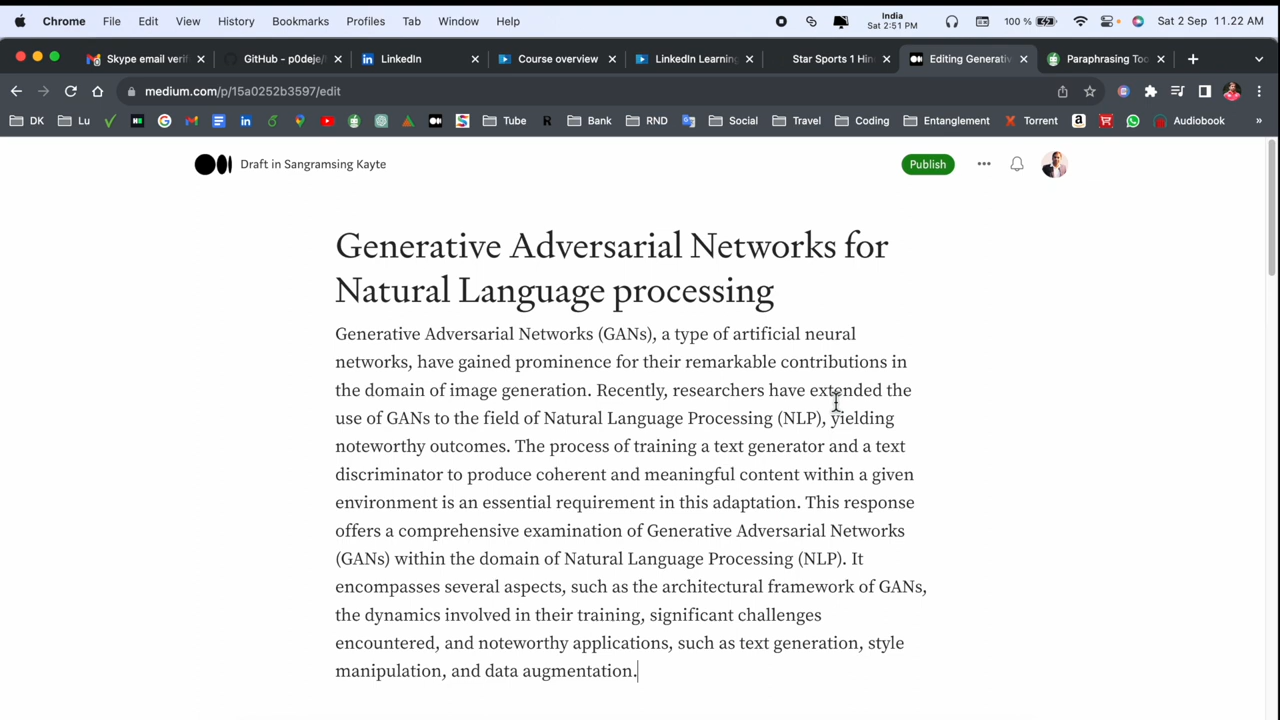 Chrome File Edit View History Bookmarks Profiles Tab Window Help India Sat 2:51 PM 100 % Sat 2 Sep 11.22 AM
Skype email verif GitHub - p0deje/ LinkedIn Course overview LinkedIn Learning Star Sports 1 Hin Editing Generativ Paraphrasing Too
medium.com/p/15a0252b3597/edit
DK Lu Tube R Bank RND Social Travel Coding Entanglement Torrent Audiobook »
Draft in Sangramsing Kayte Publish
Generative Adversarial Networks for
Natural Language processing
Generative Adversarial Networks (GANs), a type of artificial neural
networks, have gained prominence for their remarkable contributions in
the domain of image generation. Recently, researchers have extended the
use of GANs to the field of Natural Language Processing (NLP), yielding
noteworthy outcomes. The process of training a text generator and a text
discriminator to produce coherent and meaningful content within a given
environment is an essential requirement in this adaptation. This response
offers a comprehensive examination of Generative Adversarial Networks
(GANs) within the domain of Natural Language Processing (NLP). It
encompasses several aspects, such as the architectural framework of GANs,
the dynamics involved in their training, significant challenges
encountered, and noteworthy applications, such as text generation, style
manipulation, and data augmentation.